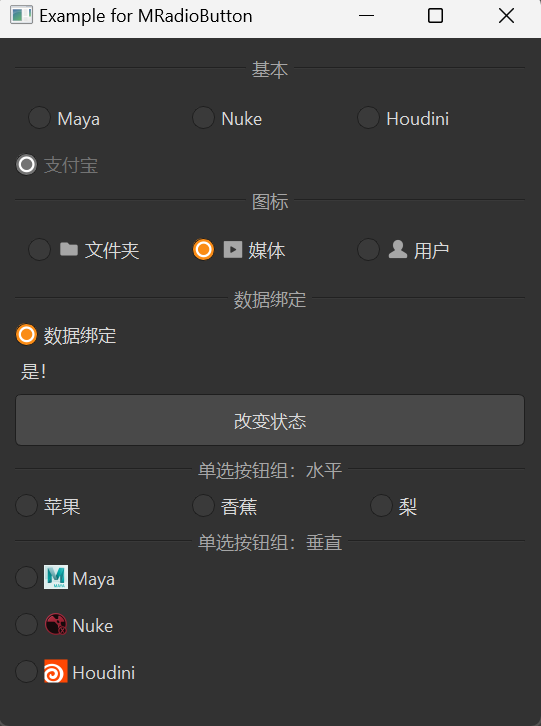 Example for MRadioButton
基本
Maya Nuke Houdini
支付宝
图标
文件夹 媒体 用户
数据绑定
数据绑定
是！
改变状态
单选按钮组：水平
苹果 香蕉 梨
单选按钮组：垂直
Maya
Nuke
Houdini